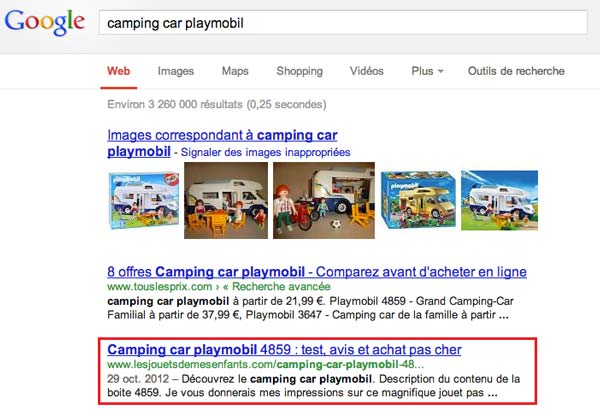 Google camping car playmobil
Web Images Maps Shopping Vidéos Plus Outils de recherche
Environ 3 260 000 résultats (0,25 secondes)
Images correspondant à camping car
playmobil - Signaler des images inappropriées
playmobil
8 offres Camping car playmobil - Comparez avant d'acheter en ligne
www.touslesprix.com › « Recherche avancée
camping car playmobil à partir de 21,99 €. Playmobil 4859 - Grand Camping-Car
Familial à partir de 37,99 €, Playmobil 3647 - Camping car de la famille à partir ...
Camping car playmobil 4859 : test, avis et achat pas cher
www.lesjouetsdemesenfants.com/camping-car-playmobil-48...
29 oct. 2012 – Découvrez le camping car playmobil. Description du contenu de la
boite 4859. Je vous donnerais mes impressions sur ce magnifique jouet pas ...